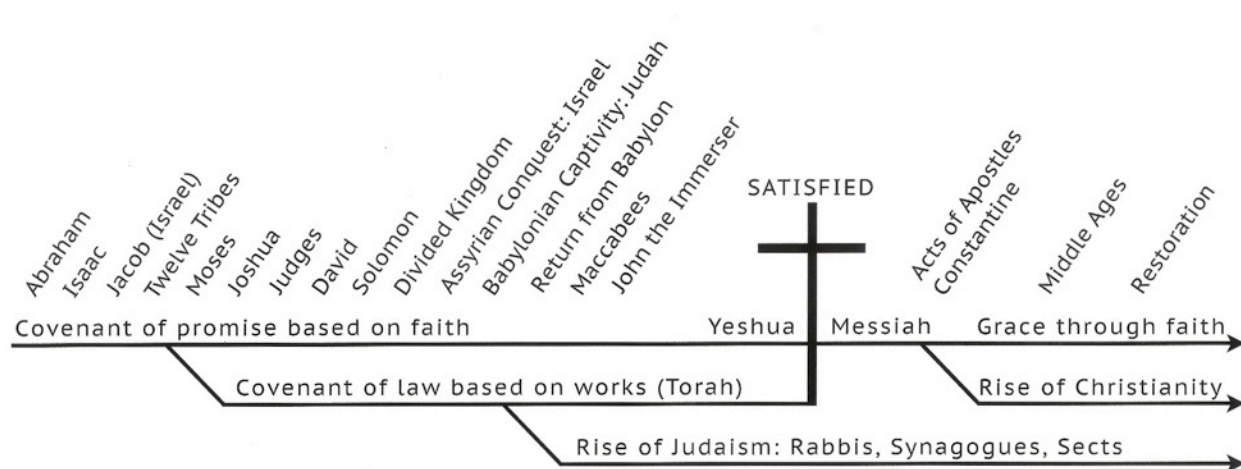 Abraham
Isaac
Jacob (Israel)
Twelve Tribes
Moses
Joshua
Judges
David
Solomon
Divided Kingdom
Assyrian Conquest: Israel
Babylonian Captivity: Judah
Return from Babylon
Maccabees
John the Immerser
SATISFIED
Acts of Apostles
Constantine
Middle Ages
Restoration
Covenant of promise based on faith
Yeshua
Messiah
Grace through faith
Covenant of law based on works (Torah)
Rise of Christianity
Rise of Judaism: Rabbis, Synagogues, Sects